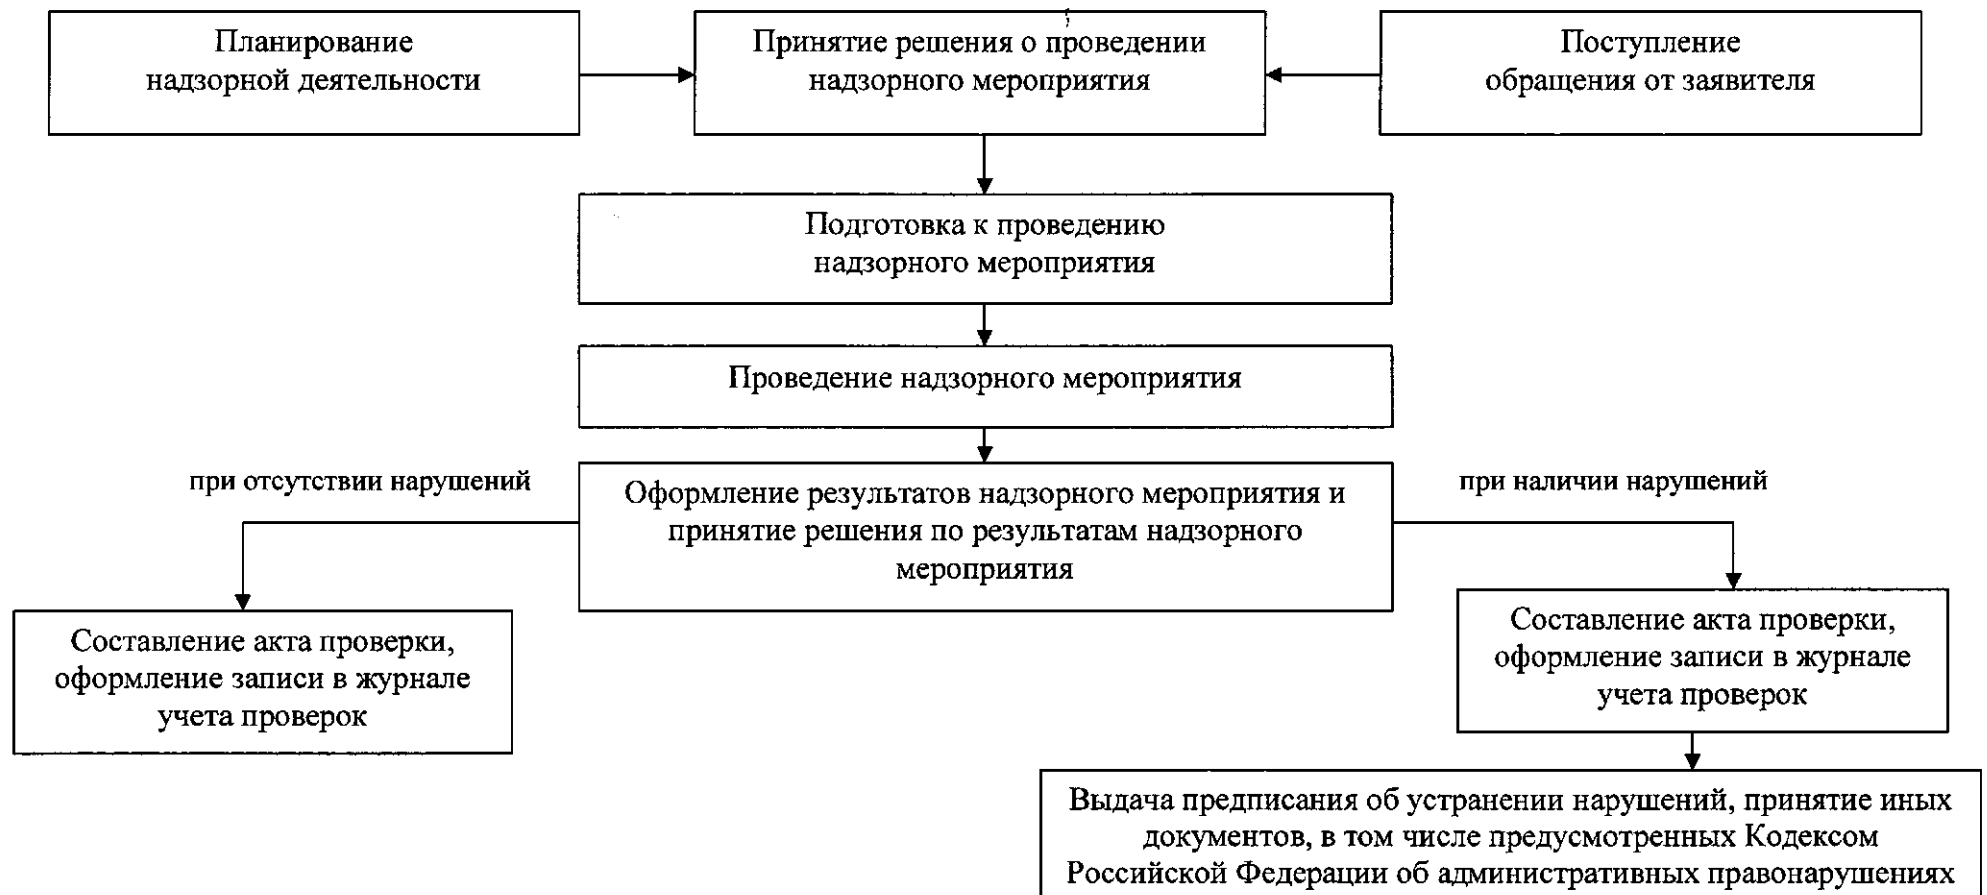 Планирование
надзорной деятельности
Принятие решения о проведении
надзорного мероприятия
Поступление
обращения от заявителя
Подготовка к проведению
надзорного мероприятия
Проведение надзорного мероприятия
при отсутствии нарушений
Оформление результатов надзорного мероприятия и
принятие решения по результатам надзорного
мероприятия
при наличии нарушений
Составление акта проверки,
оформление записи в журнале
учета проверок
Составление акта проверки,
оформление записи в журнале
учета проверок
Выдача предписания об устранении нарушений, принятие иных
документов, в том числе предусмотренных Кодексом
Российской Федерации об административных правонарушениях